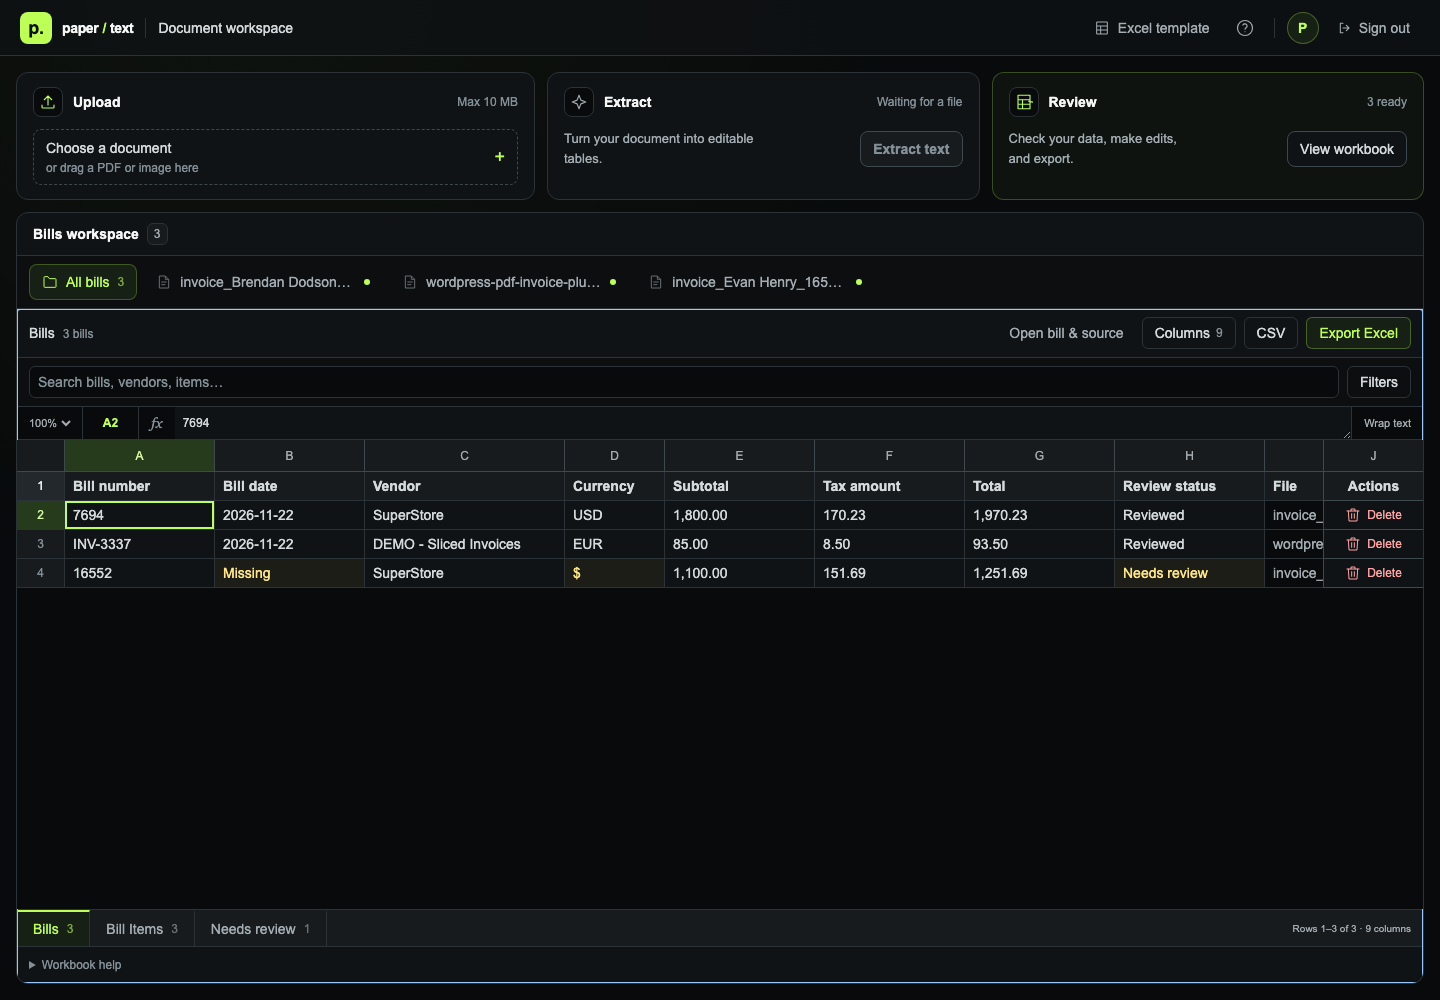 p. paper / text Document workspace Excel template ? P Sign out
Upload Max 10 MB
Choose a document
or drag a PDF or image here
+
Extract Waiting for a file
Turn your document into editable
tables.
Extract text
Review 3 ready
Check your data, make edits,
and export.
View workbook
Bills workspace 3
All bills 3 invoice_Brendan Dodson... wordpress-pdf-invoice-plu... invoice_Evan Henry_165...
Bills 3 bills Open bill & source Columns 9 CSV Export Excel
Search bills, vendors, items... Filters
100% A2 fx 7694 Wrap text
A B C D E F G H J
1 Bill number Bill date Vendor Currency Subtotal Tax amount Total Review status File Actions
2 7694 2026-11-22 SuperStore USD 1,800.00 170.23 1,970.23 Reviewed invoice_ Delete
3 INV-3337 2026-11-22 DEMO - Sliced Invoices EUR 85.00 8.50 93.50 Reviewed wordpre Delete
4 16552 Missing SuperStore $ 1,100.00 151.69 1,251.69 Needs review invoice_ Delete
Bills 3 Bill Items 3 Needs review 1 Rows 1–3 of 3 · 9 columns
Workbook help